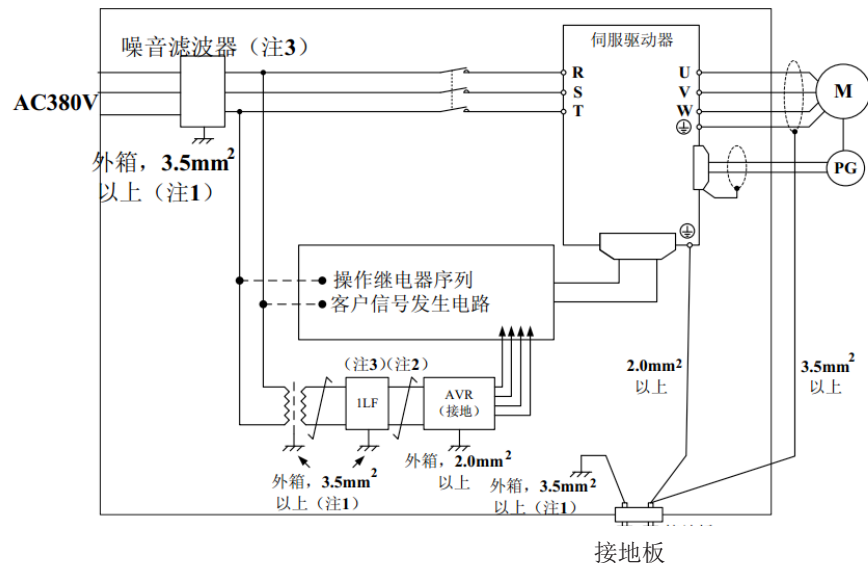 噪音滤波器（注3）
伺服驱动器
AC380V
R
S
T
U
V
W
M
PG
外箱，3.5mm²
以上（注1）
操作继电器序列
客户信号发生电路
（注3）（注2）
1LF
AVR
（接地）
2.0mm²
以上
3.5mm²
以上
外箱，3.5mm²
以上（注1）
外箱，2.0mm²
以上
外箱，3.5mm²
以上（注1）
接地板